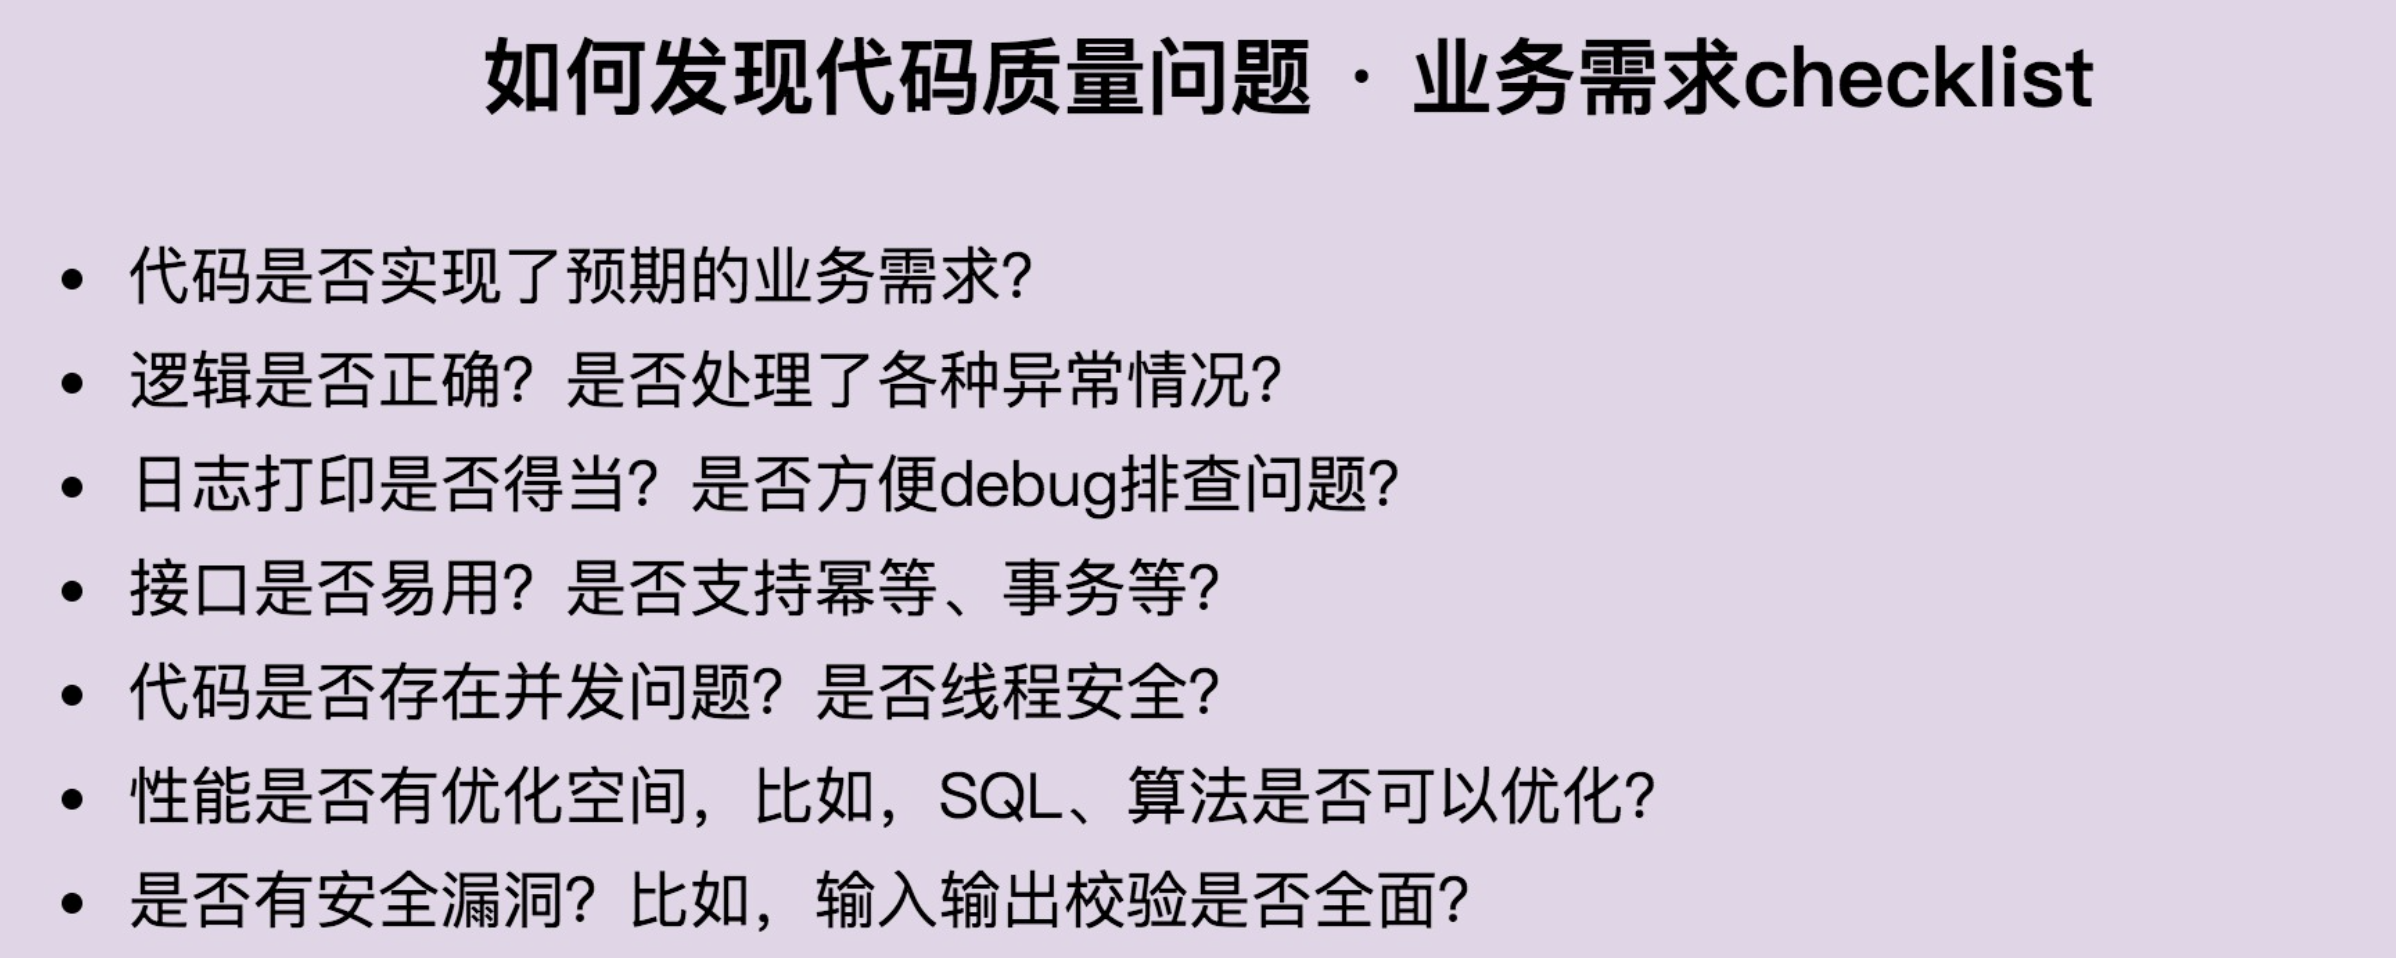 如何发现代码质量问题 · 业务需求checklist
• 代码是否实现了预期的业务需求？
• 逻辑是否正确？是否处理了各种异常情况？
• 日志打印是否得当？是否方便debug排查问题？
• 接口是否易用？是否支持幂等、事务等？
• 代码是否存在并发问题？是否线程安全？
• 性能是否有优化空间，比如，SQL、算法是否可以优化？
• 是否有安全漏洞？比如，输入输出校验是否全面？